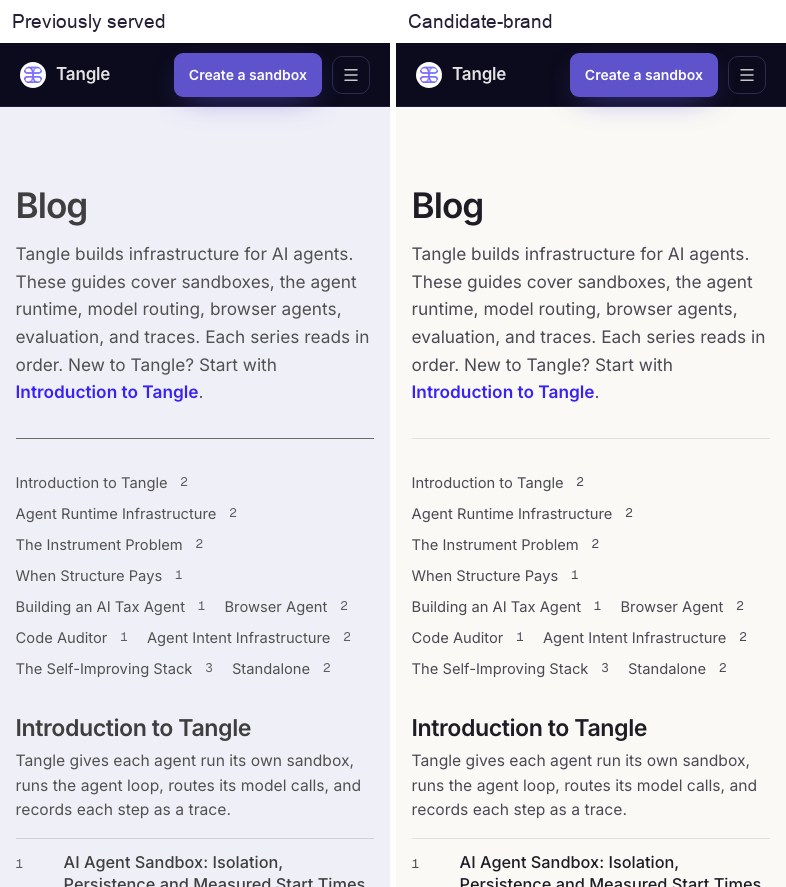 Previously served
Tangle
Create a sandbox
Blog
Tangle builds infrastructure for AI agents.
These guides cover sandboxes, the agent
runtime, model routing, browser agents,
evaluation, and traces. Each series reads in
order. New to Tangle? Start with
Introduction to Tangle.
Introduction to Tangle 2
Agent Runtime Infrastructure 2
The Instrument Problem 2
When Structure Pays 1
Building an AI Tax Agent 1 Browser Agent 2
Code Auditor 1 Agent Intent Infrastructure 2
The Self-Improving Stack 3 Standalone 2
Introduction to Tangle
Tangle gives each agent run its own sandbox,
runs the agent loop, routes its model calls, and
records each step as a trace.
1 AI Agent Sandbox: Isolation,
Persistence and Measured Start Times
Candidate-brand
Tangle
Create a sandbox
Blog
Tangle builds infrastructure for AI agents.
These guides cover sandboxes, the agent
runtime, model routing, browser agents,
evaluation, and traces. Each series reads in
order. New to Tangle? Start with
Introduction to Tangle.
Introduction to Tangle 2
Agent Runtime Infrastructure 2
The Instrument Problem 2
When Structure Pays 1
Building an AI Tax Agent 1 Browser Agent 2
Code Auditor 1 Agent Intent Infrastructure 2
The Self-Improving Stack 3 Standalone 2
Introduction to Tangle
Tangle gives each agent run its own sandbox,
runs the agent loop, routes its model calls, and
records each step as a trace.
1 AI Agent Sandbox: Isolation,
Persistence and Measured Start Times